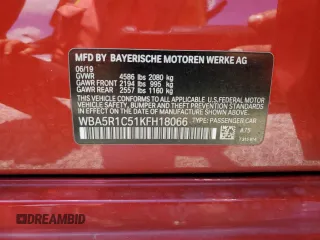 MFD BY BAYERISCHE MOTOREN WERKE AG
06/19
GVWR 4586 lbs 2080 kg
GAWR FRONT 2194 lbs 995 kg
GAWR REAR 2557 lbs 1160 kg
THIS VEHICLE CONFORMS TO ALL APPLICABLE U.S. FEDERAL MOTOR
VEHICLE SAFETY, BUMPER AND THEFT PREVENTION STANDARDS IN
EFFECT ON THE DATE OF MANUFACTURE SHOWN ABOVE.
WBA5R1C51KFH18066 TYPE: PASSENGER CAR
A75
DREAMBID